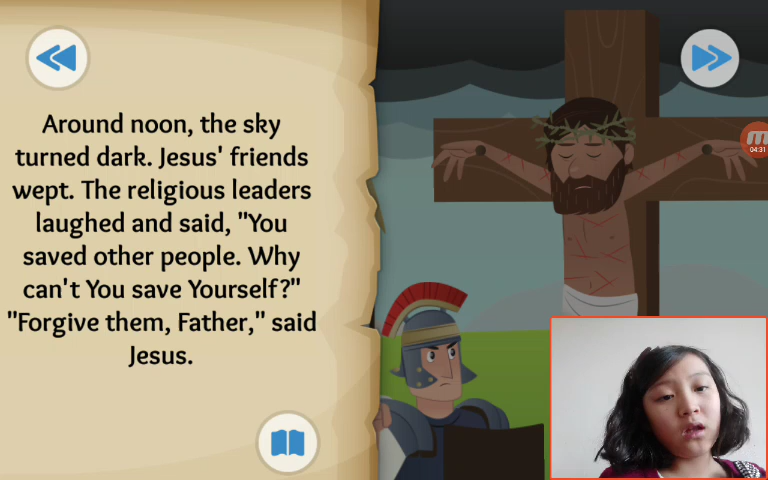 Around noon, the sky
turned dark. Jesus' friends
wept. The religious leaders
laughed and said, "You
saved other people. Why
can't You save Yourself?"
"Forgive them, Father," said
Jesus.
04:31